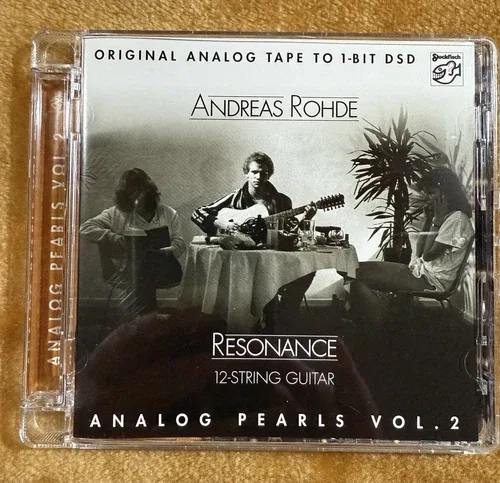 ORIGINAL ANALOG TAPE TO 1-BIT DSD
Stockfisch
ANDREAS ROHDE
ANALOG PEARLS VOL. 2
RESONANCE
12-STRING GUITAR
ANALOG PEARLS VOL. 2